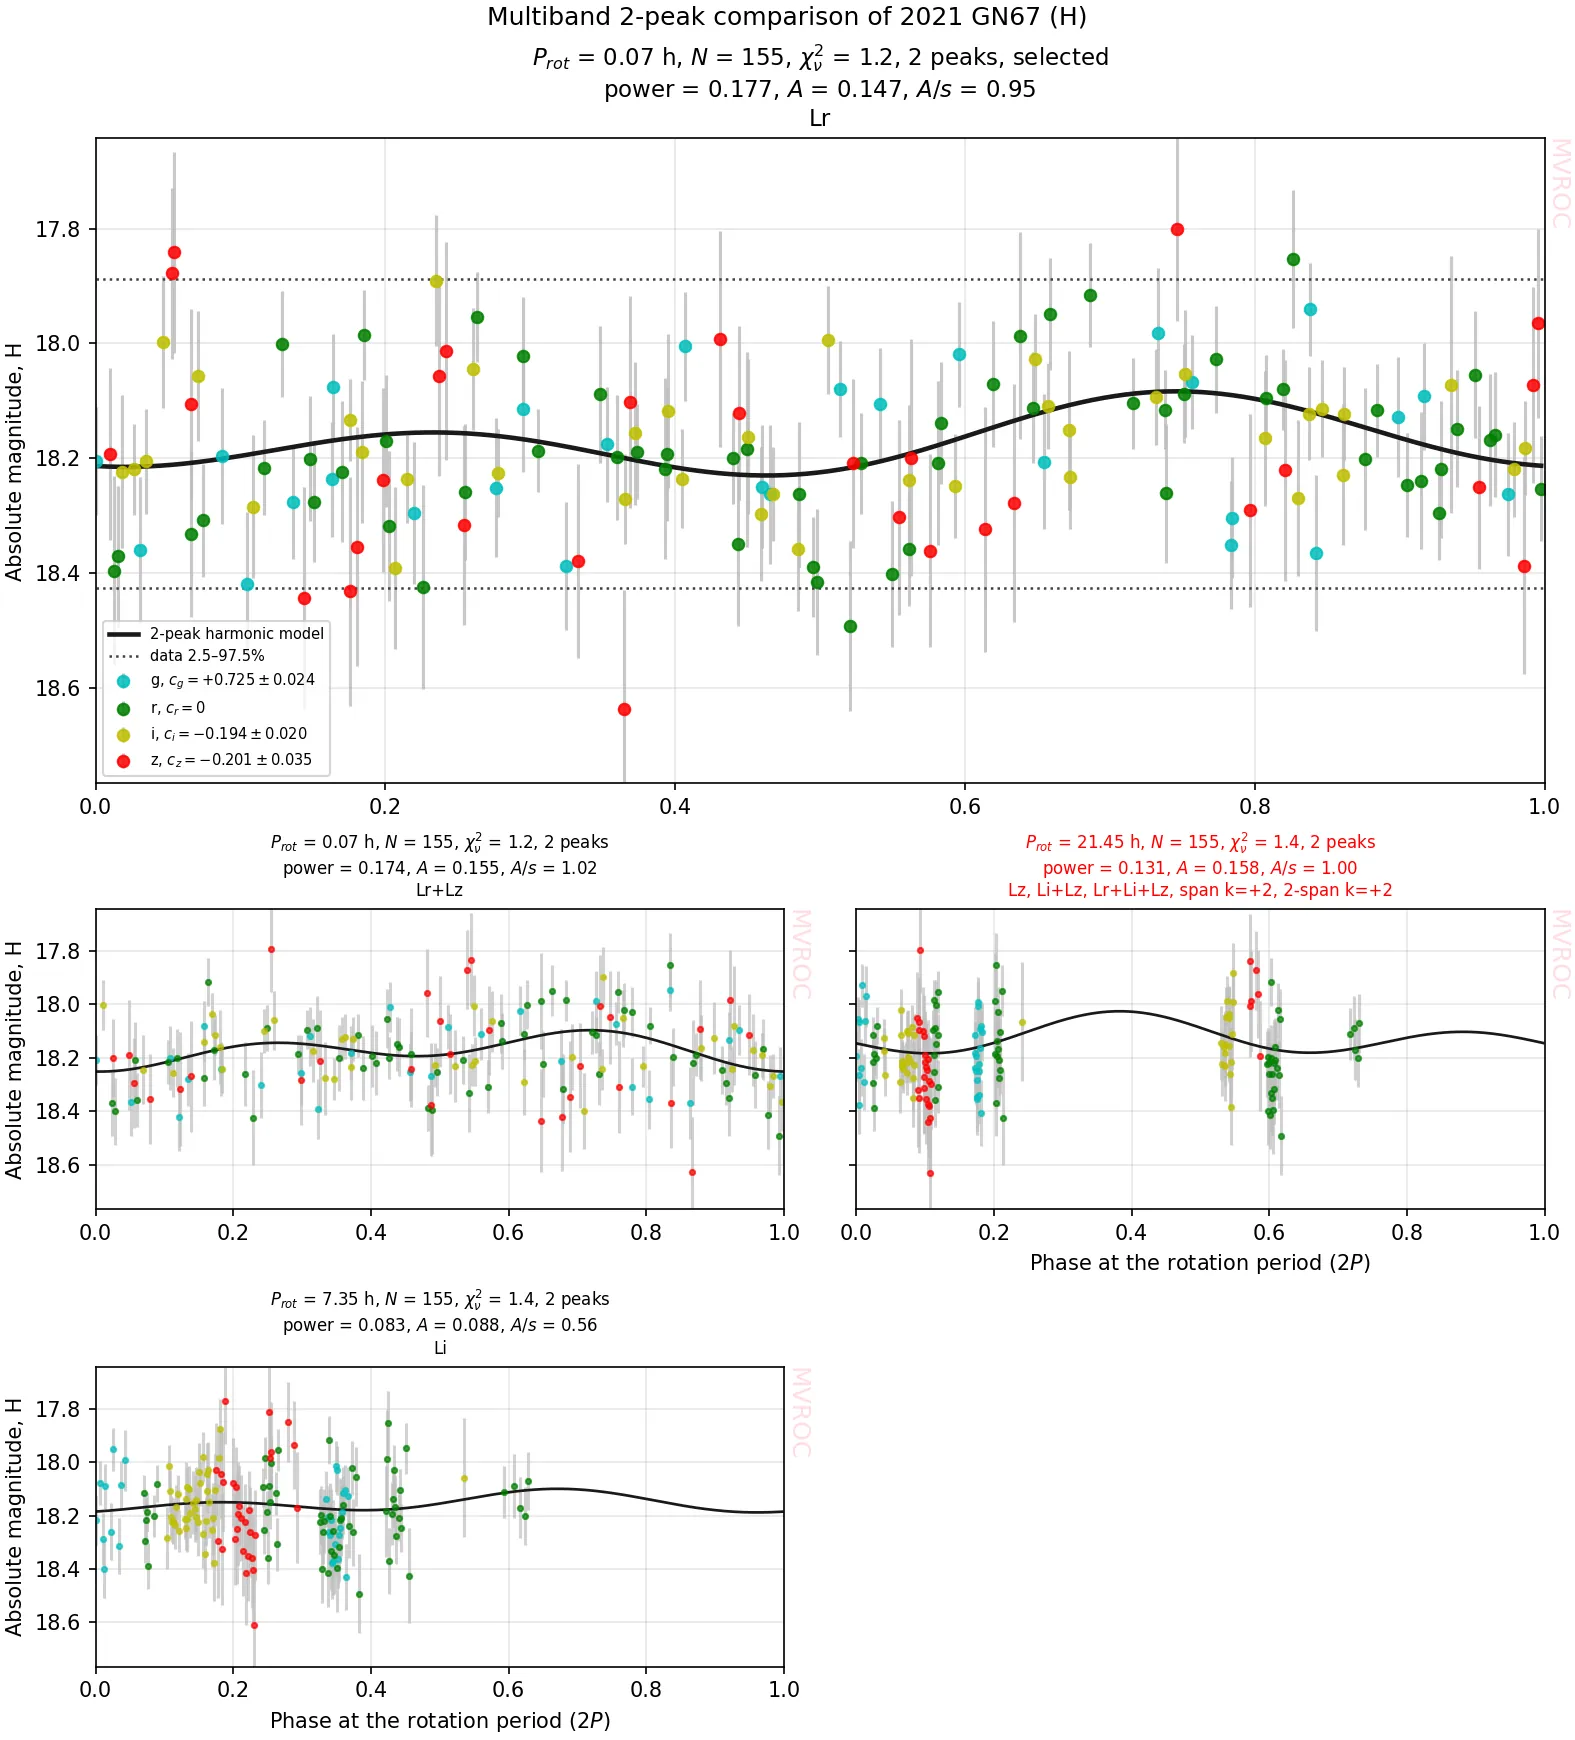 Multiband 2-peak comparison of 2021 GN67 (H)
P_rot = 0.07 h, N = 155, χ²_ν = 1.2, 2 peaks, selected
power = 0.177, A = 0.147, A/s = 0.95
Lr
MVROC
Absolute magnitude, H
17.8
18.0
18.2
18.4
18.6
2-peak harmonic model
data 2.5–97.5%
g, c_g = +0.725 ± 0.024
r, c_r = 0
i, c_i = −0.194 ± 0.020
z, c_z = −0.201 ± 0.035
0.0 0.2 0.4 0.6 0.8 1.0
P_rot = 0.07 h, N = 155, χ²_ν = 1.2, 2 peaks
power = 0.174, A = 0.155, A/s = 1.02
Lr+Lz
MVROC
Absolute magnitude, H
17.8
18.0
18.2
18.4
18.6
0.0 0.2 0.4 0.6 0.8 1.0
P_rot = 21.45 h, N = 155, χ²_ν = 1.4, 2 peaks
power = 0.131, A = 0.158, A/s = 1.00
Lz, Li+Lz, Lr+Li+Lz, span k=+2, 2-span k=+2
MVROC
0.0 0.2 0.4 0.6 0.8 1.0
Phase at the rotation period (2P)
P_rot = 7.35 h, N = 155, χ²_ν = 1.4, 2 peaks
power = 0.083, A = 0.088, A/s = 0.56
Li
MVROC
Absolute magnitude, H
17.8
18.0
18.2
18.4
18.6
0.0 0.2 0.4 0.6 0.8 1.0
Phase at the rotation period (2P)